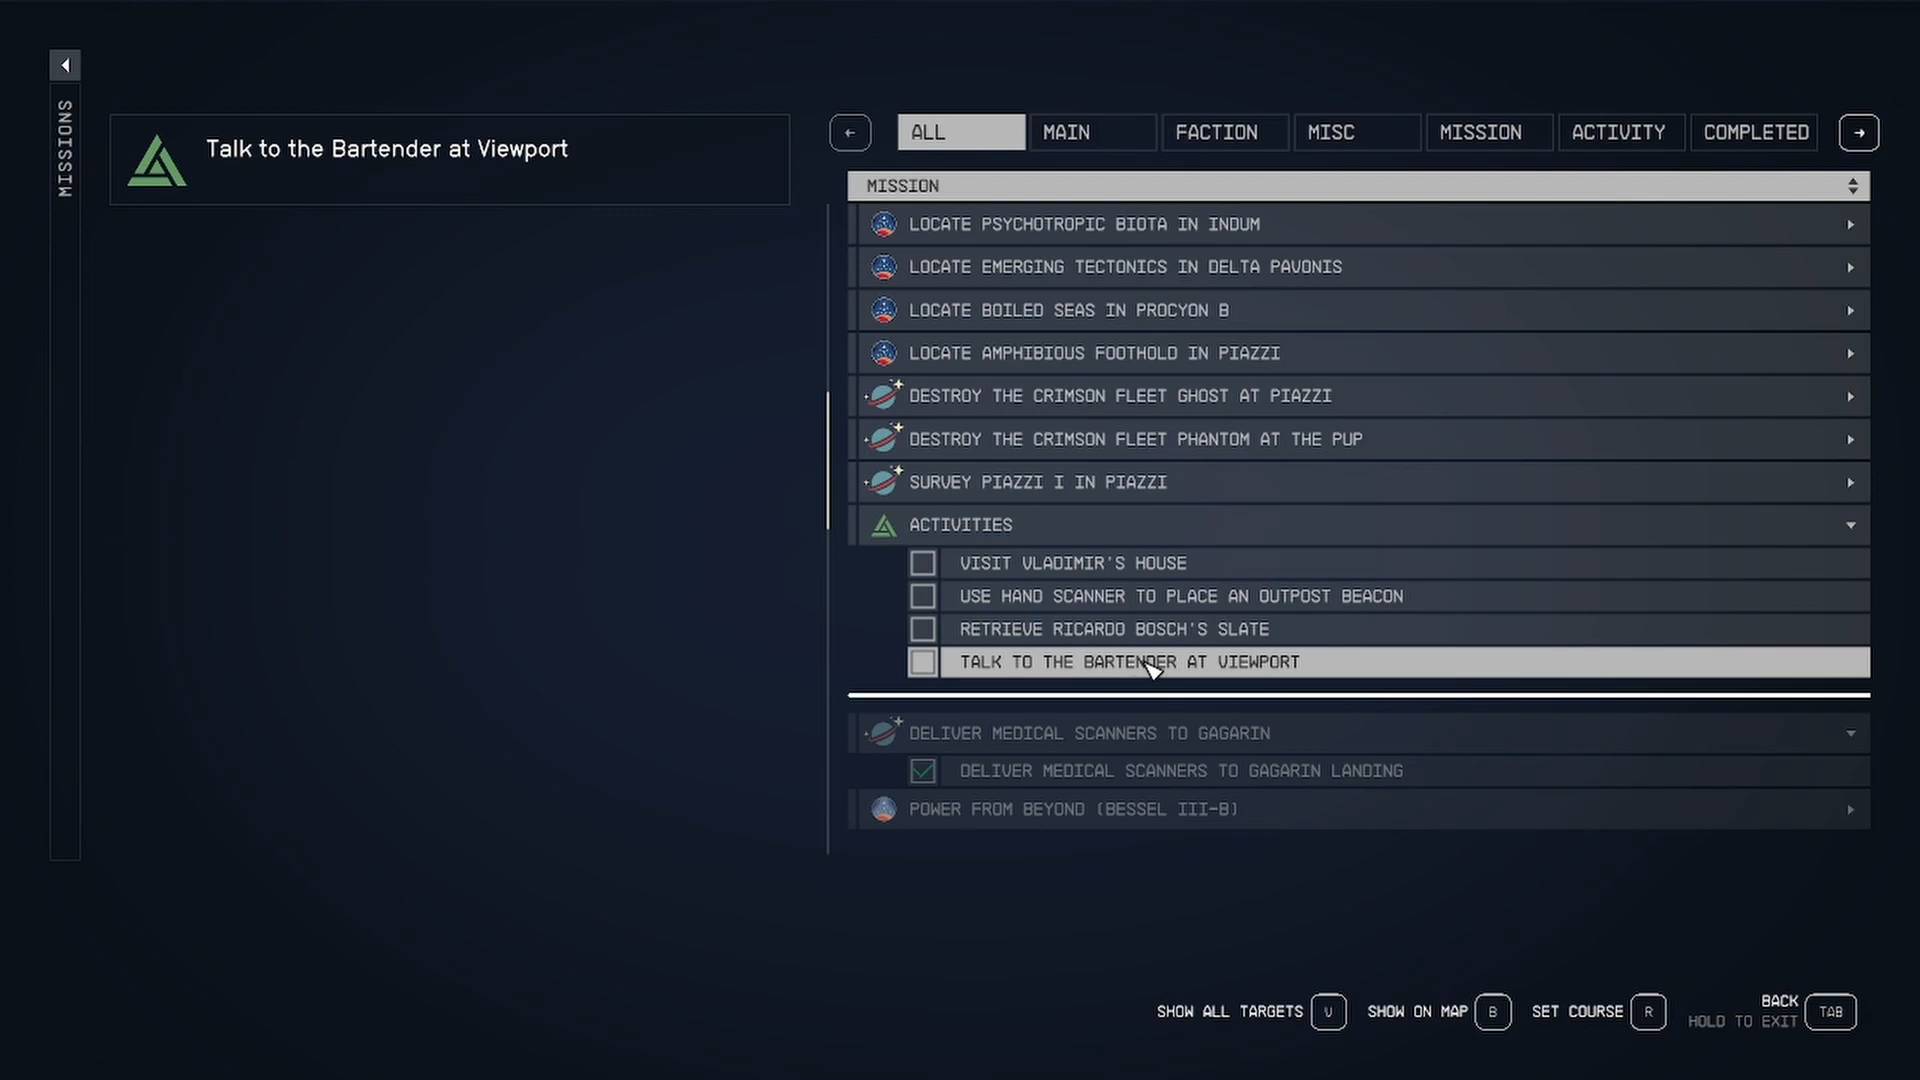 MISSIONS
Talk to the Bartender at Viewport
ALL MAIN FACTION MISC MISSION ACTIVITY COMPLETED
MISSION
LOCATE PSYCHOTROPIC BIOTA IN INDUM
LOCATE EMERGING TECTONICS IN DELTA PAVONIS
LOCATE BOILED SEAS IN PROCYON B
LOCATE AMPHIBIOUS FOOTHOLD IN PIAZZI
DESTROY THE CRIMSON FLEET GHOST AT PIAZZI
DESTROY THE CRIMSON FLEET PHANTOM AT THE PUP
SURVEY PIAZZI I IN PIAZZI
ACTIVITIES
VISIT VLADIMIR'S HOUSE
USE HAND SCANNER TO PLACE AN OUTPOST BEACON
RETRIEVE RICARDO BOSCH'S SLATE
TALK TO THE BARTENDER AT VIEWPORT
DELIVER MEDICAL SCANNERS TO GAGARIN
DELIVER MEDICAL SCANNERS TO GAGARIN LANDING
POWER FROM BEYOND (BESSEL III-B)
SHOW ALL TARGETS V SHOW ON MAP B SET COURSE R BACK TAB
HOLD TO EXIT